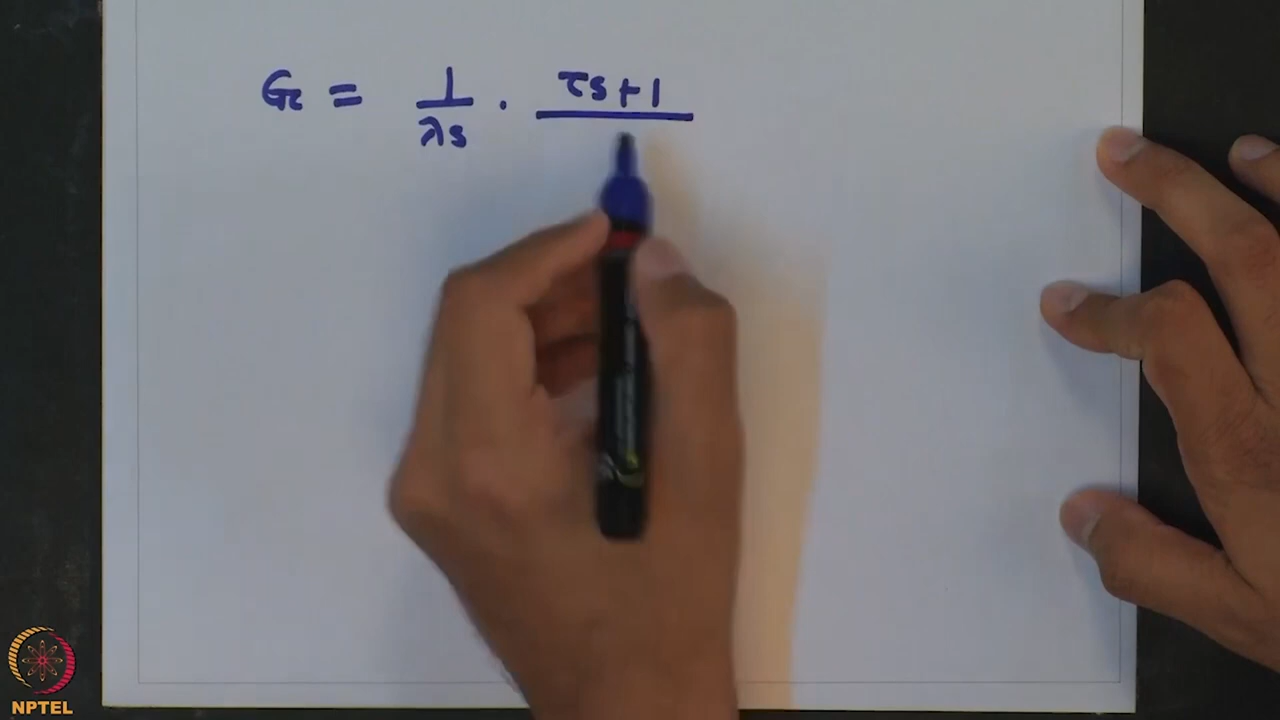 Gc = 1/λs · τs+1
NPTEL